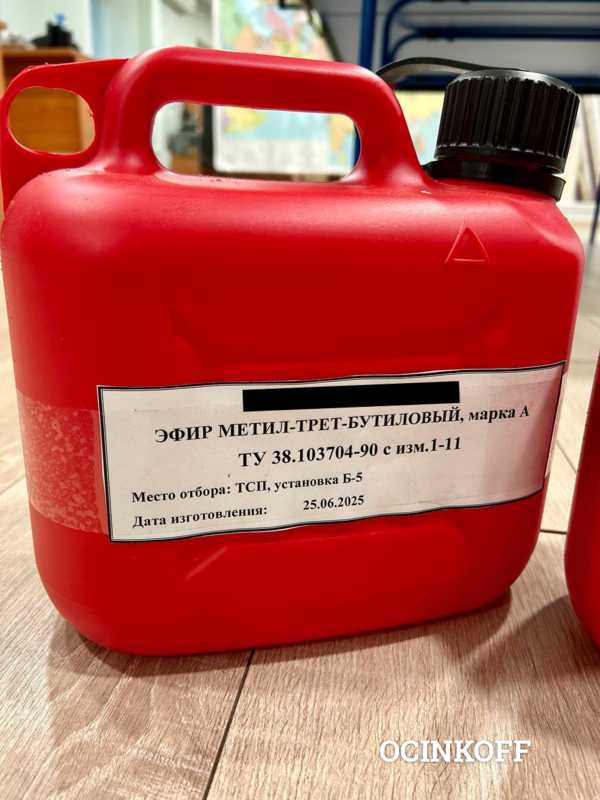 ЭФИР МЕТИЛ-ТРЕТ-БУТИЛОВЫЙ, марка А
ТУ 38.103704-90 с изм.1-11
Место отбора: ТСП, установка Б-5
Дата изготовления: 25.06.2025
OCINKOFF